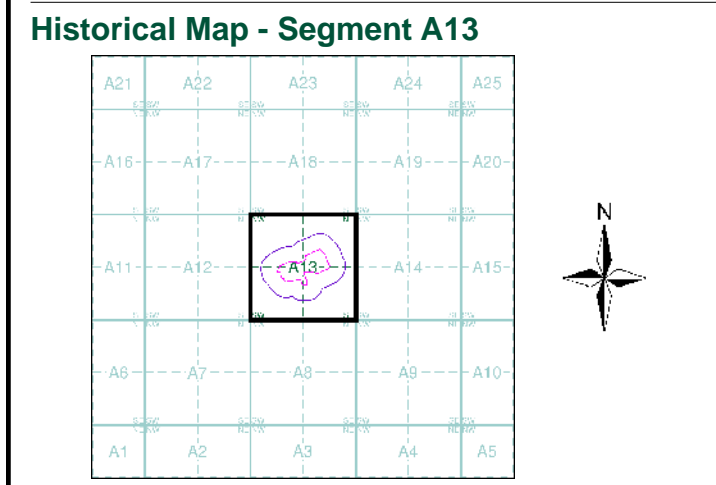 Historical Map - Segment A13
A21 A22 A23 A24 A25
N
A16 A17 A18 A19 A20
A11 A12 A13 A14 A15
A6 A7 A8 A9 A10
A1 A2 A3 A4 A5